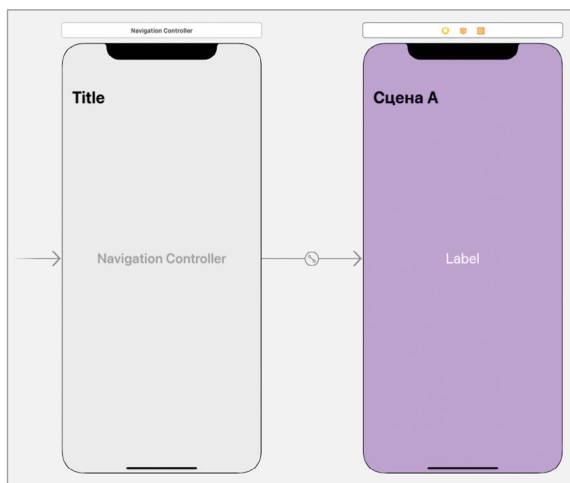 Navigation Controller
Title
Сцена А
Navigation Controller
Label